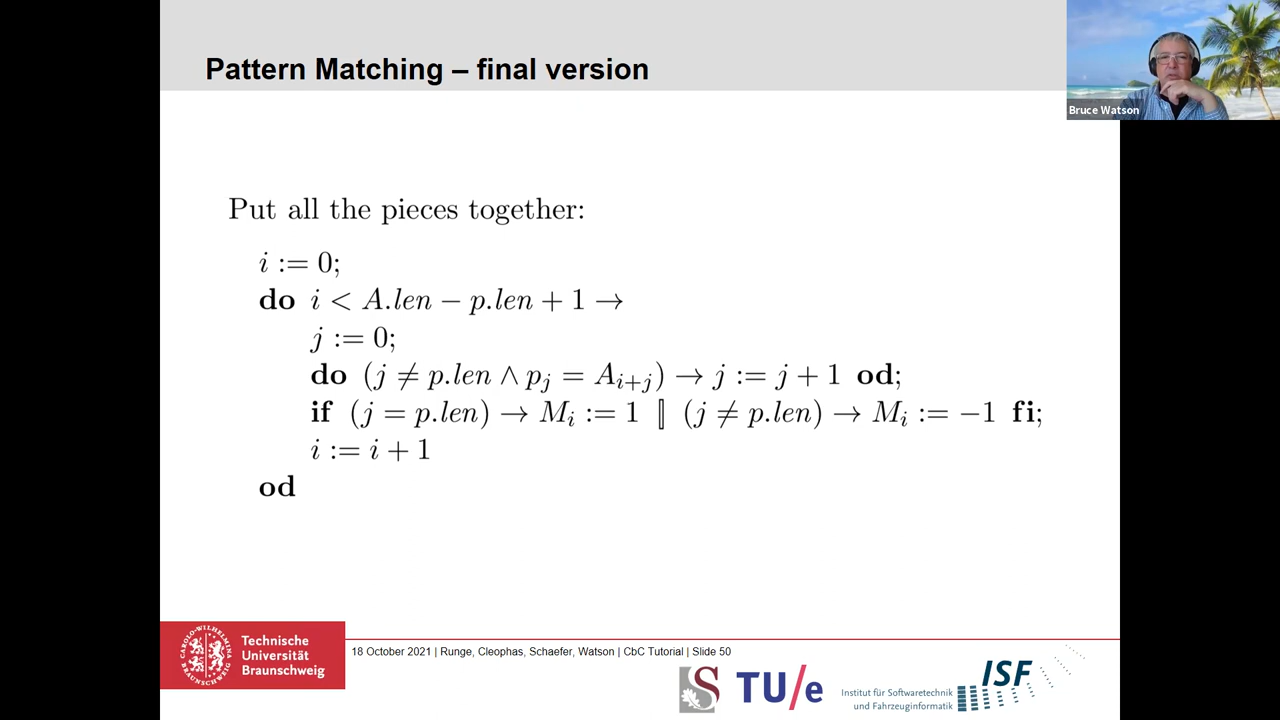 Pattern Matching – final version
Bruce Watson
Put all the pieces together:
i := 0;
do i < A.len − p.len + 1 →
j := 0;
do (j ≠ p.len ∧ p_j = A_{i+j}) → j := j + 1 od;
if (j = p.len) → M_i := 1 ⫿ (j ≠ p.len) → M_i := −1 fi;
i := i + 1
od
Technische
Universität
Braunschweig
18 October 2021 | Runge, Cleophas, Schaefer, Watson | CbC Tutorial | Slide 50
S
TU/e
Institut für Softwaretechnik
und Fahrzeuginformatik
ISF